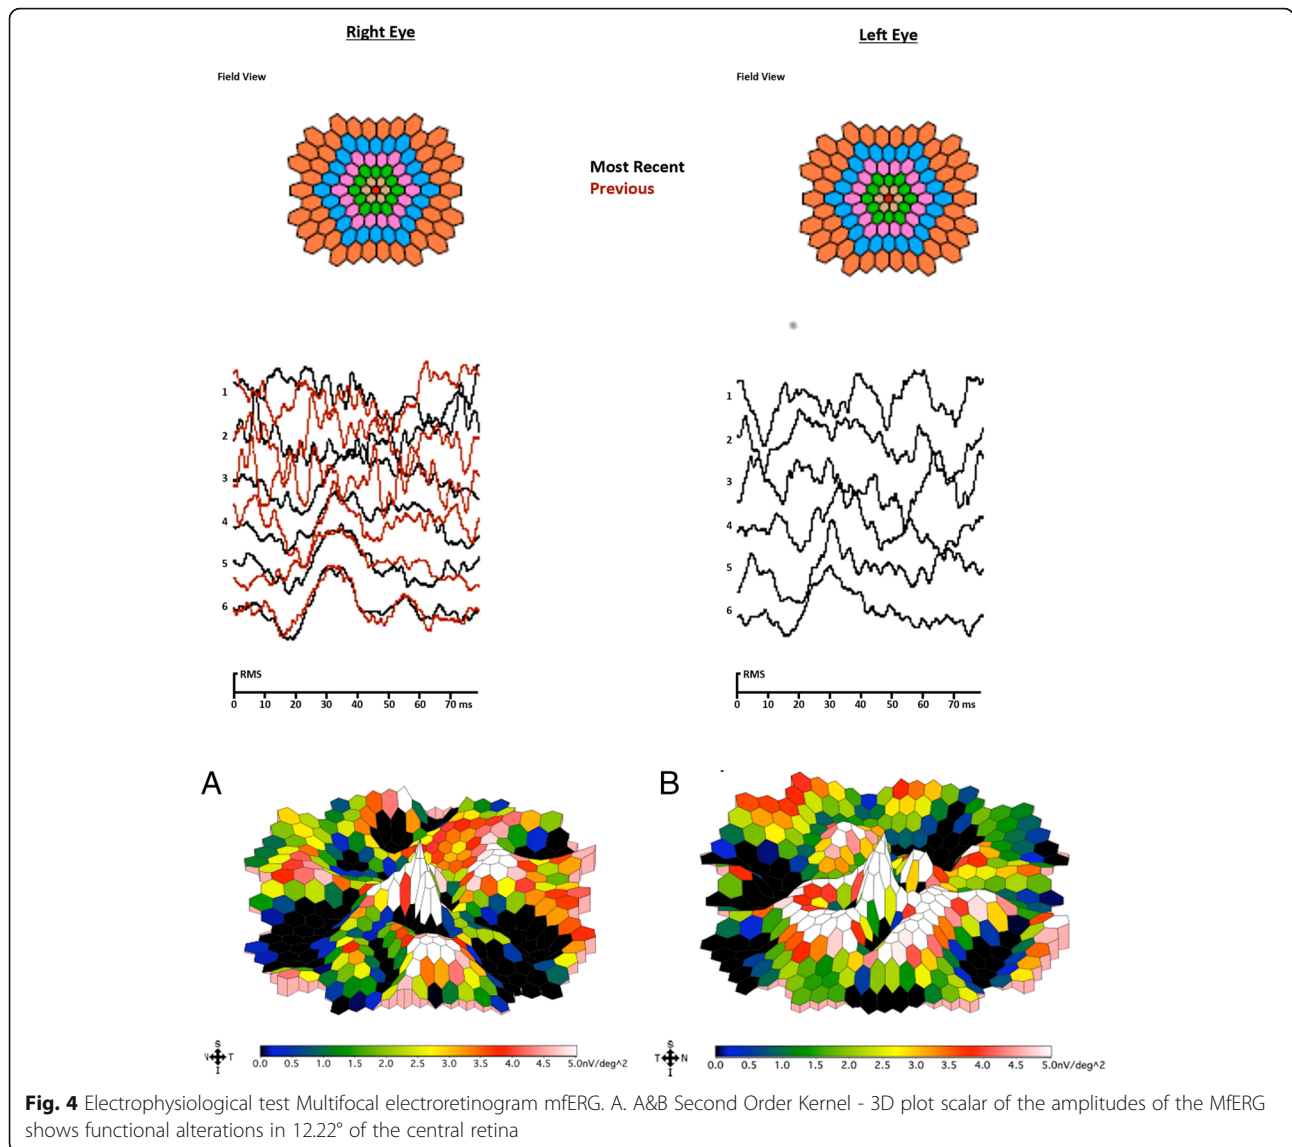 Right Eye
Left Eye
Field View
Field View
Most Recent
Previous
1
2
3
4
5
6
1
2
3
4
5
6
RMS
0 10 20 30 40 50 60 70 ms
RMS
0 10 20 30 40 50 60 70 ms
A
B
S
N T
I
0.0 0.5 1.0 1.5 2.0 2.5 3.0 3.5 4.0 4.5 5.0nV/deg^2
S
T N
I
0.0 0.5 1.0 1.5 2.0 2.5 3.0 3.5 4.0 4.5 5.0nV/deg^2
Fig. 4 Electrophysiological test Multifocal electroretinogram mfERG. A. A&B Second Order Kernel - 3D plot scalar of the amplitudes of the MfERG
shows functional alterations in 12.22° of the central retina